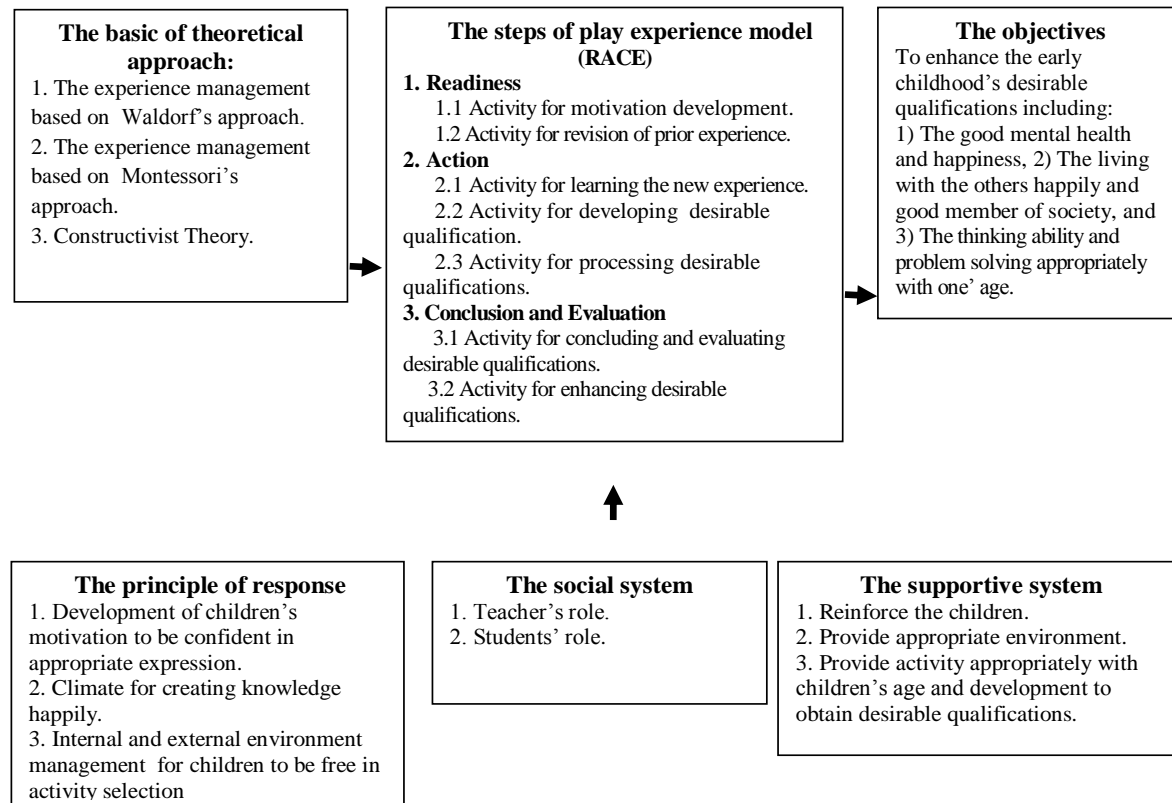 The basic of theoretical
approach:
1. The experience management
based on Waldorf's approach.
2. The experience management
based on Montessori's
approach.
3. Constructivist Theory.
The steps of play experience model
(RACE)
1. Readiness
1.1 Activity for motivation development.
1.2 Activity for revision of prior experience.
2. Action
2.1 Activity for learning the new experience.
2.2 Activity for developing desirable
qualification.
2.3 Activity for processing desirable
qualifications.
3. Conclusion and Evaluation
3.1 Activity for concluding and evaluating
desirable qualifications.
3.2 Activity for enhancing desirable
qualifications.
The objectives
To enhance the early
childhood's desirable
qualifications including:
1) The good mental health
and happiness, 2) The living
with the others happily and
good member of society, and
3) The thinking ability and
problem solving appropriately
with one' age.
The principle of response
1. Development of children's
motivation to be confident in
appropriate expression.
2. Climate for creating knowledge
happily.
3. Internal and external environment
management for children to be free in
activity selection
The social system
1. Teacher's role.
2. Students' role.
The supportive system
1. Reinforce the children.
2. Provide appropriate environment.
3. Provide activity appropriately with
children's age and development to
obtain desirable qualifications.